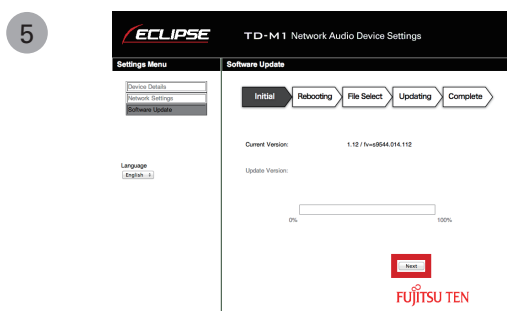 5
ECLIPSE
TD-M1 Network Audio Device Settings
Settings Menu
Software Update
Device Details
Network Settings
Software Update
Initial
Rebooting
File Select
Updating
Complete
Current Version:
1.12 / fv=s9544.014.112
Language
English
Update Version:
0%
100%
Next
FUJITSU TEN